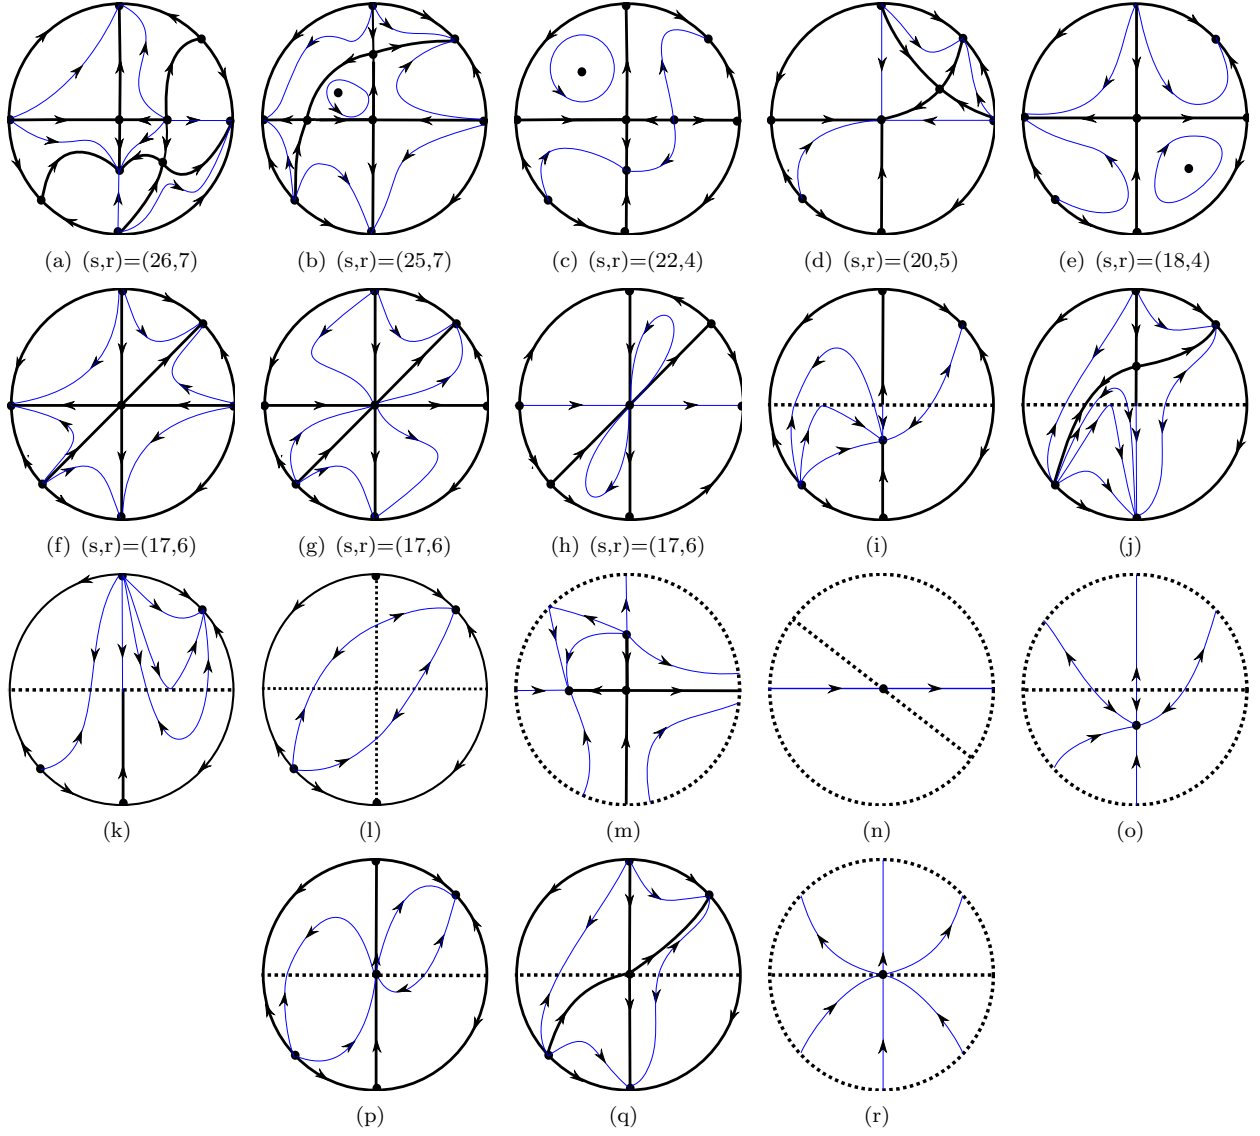 (a) (s,r)=(26,7) (b) (s,r)=(25,7) (c) (s,r)=(22,4) (d) (s,r)=(20,5) (e) (s,r)=(18,4)
(f) (s,r)=(17,6) (g) (s,r)=(17,6) (h) (s,r)=(17,6) (i) (j)
(k) (l) (m) (n) (o)
(p) (q) (r)